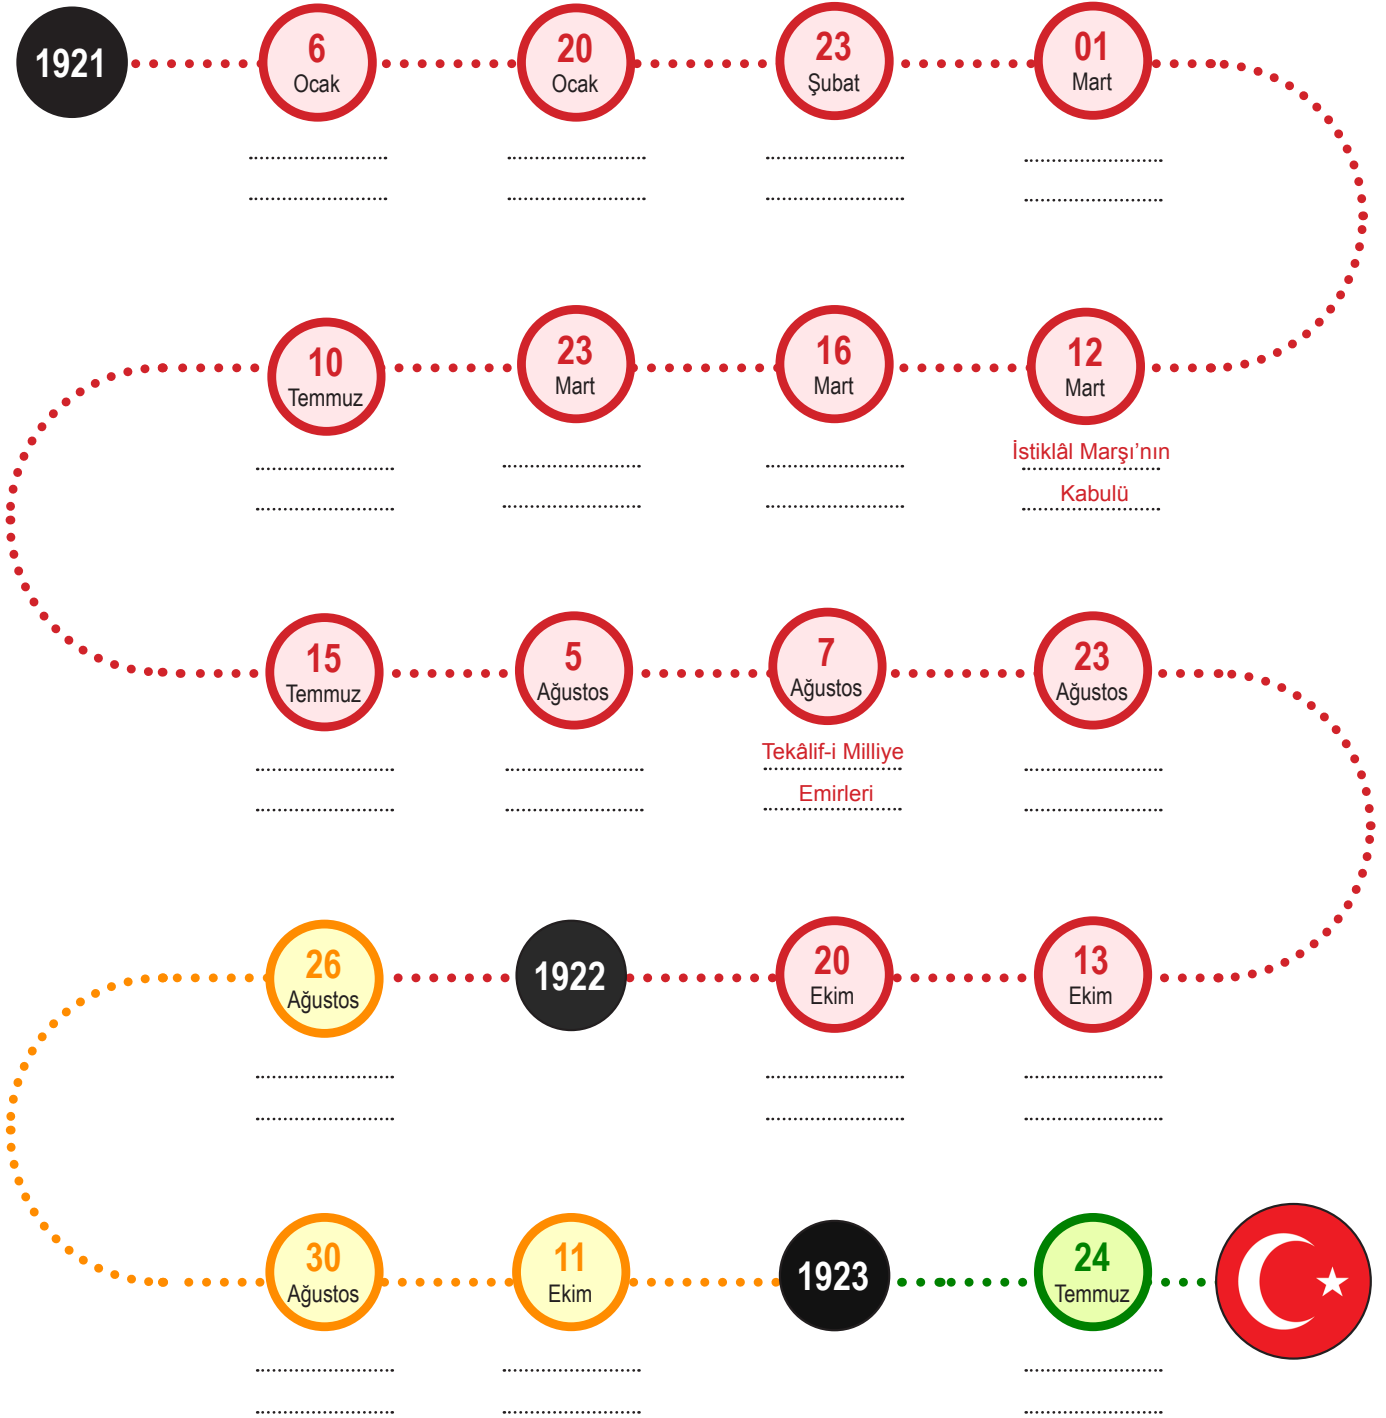 1921
6
Ocak
20
Ocak
23
Şubat
01
Mart
10
Temmuz
23
Mart
16
Mart
12
Mart
İstiklâl Marşı’nın
Kabulü
15
Temmuz
5
Ağustos
7
Ağustos
Tekâlif-i Milliye
Emirleri
23
Ağustos
26
Ağustos
1922
20
Ekim
13
Ekim
30
Ağustos
11
Ekim
1923
24
Temmuz